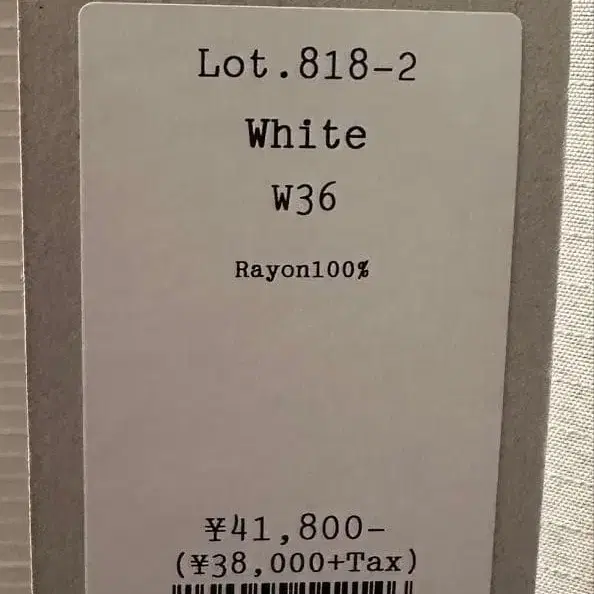 Lot.818-2
White
W36
Rayon100%
¥41,800-
(¥38,000+Tax)